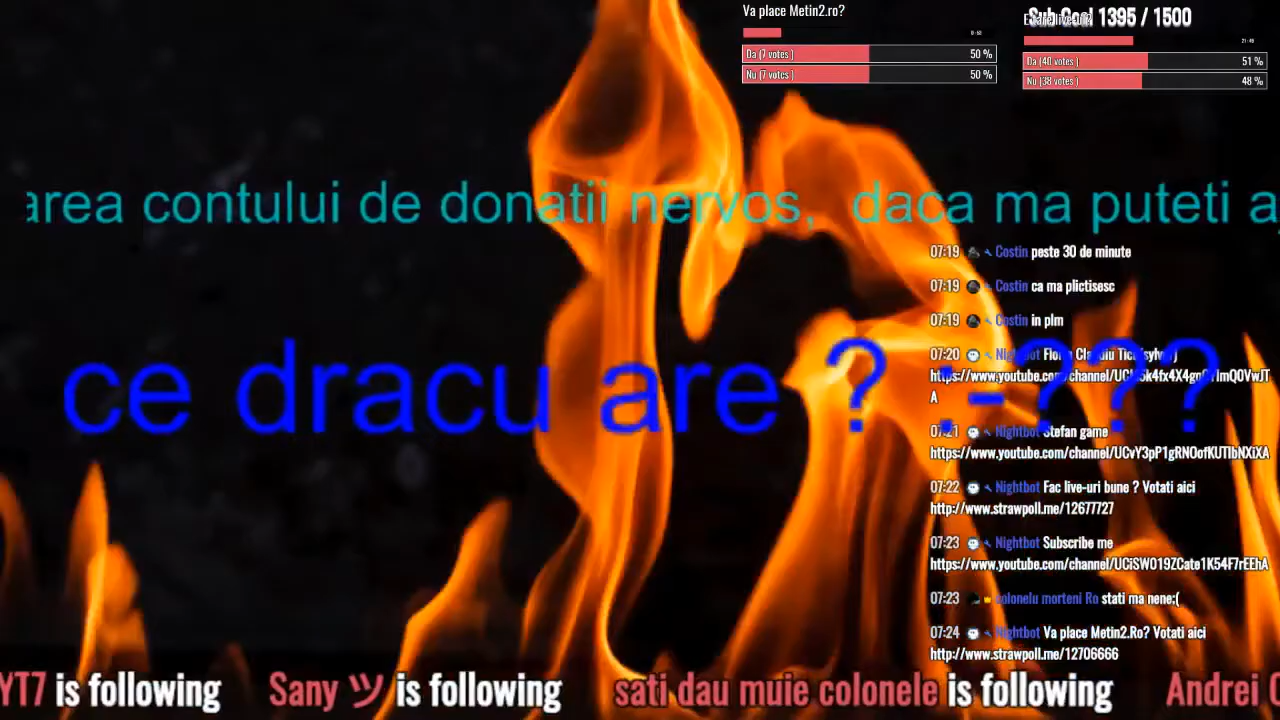 Va place Metin2.ro?
Da (7 votes ) 50 %
Nu (7 votes ) 50 %
Sub Goal 1395 / 1500
Da (40 votes ) 51 %
Nu (38 votes ) 48 %
area contului de donatii nervos, daca ma puteti a
07:19 Costin peste 30 de minute
07:19 Costin ca ma plictisesc
07:19 Costin in plm
ce dracu are ? :-???
07:20 Nightbot
07:21 Nightbot Stefan game
https://www.youtube.com/channel/UCvY3pP1gRNOofKUTlbNXiXA
07:22 Nightbot Fac live-uri bune ? Votati aici
http://www.strawpoll.me/12677727
07:23 Nightbot Subscribe me
https://www.youtube.com/channel/UCiSWO19ZCate1K54F7rEEhA
07:23 colonelu morteni Ro stati ma nene;(
07:24 Nightbot Va place Metin2.Ro? Votati aici
http://www.strawpoll.me/12706666
YT7 is following Sany ツ is following sati dau muie colonele is following Andrei